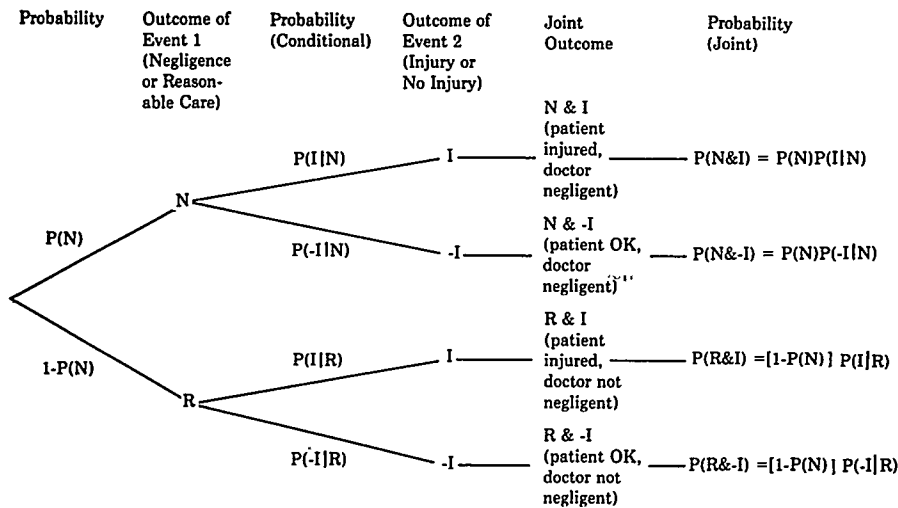 Probability
Outcome of
Event 1
(Negligence
or Reason-
able Care)
Probability
(Conditional)
Outcome of
Event 2
(Injury or
No Injury)
Joint
Outcome
Probability
(Joint)
P(N)
1-P(N)
N
R
P(I|N)
P(-I|N)
P(I|R)
P(-I|R)
I
-I
I
-I
N & I
(patient
injured,
doctor
negligent)
P(N&I) = P(N)P(I|N)
N & -I
(patient OK,
doctor
negligent)
P(N&-I) = P(N)P(-I|N)
R & I
(patient
injured,
doctor not
negligent)
P(R&I) =[1-P(N)] P(I|R)
R & -I
(patient OK,
doctor not
negligent)
P(R&-I) =[1-P(N)] P(-I|R)